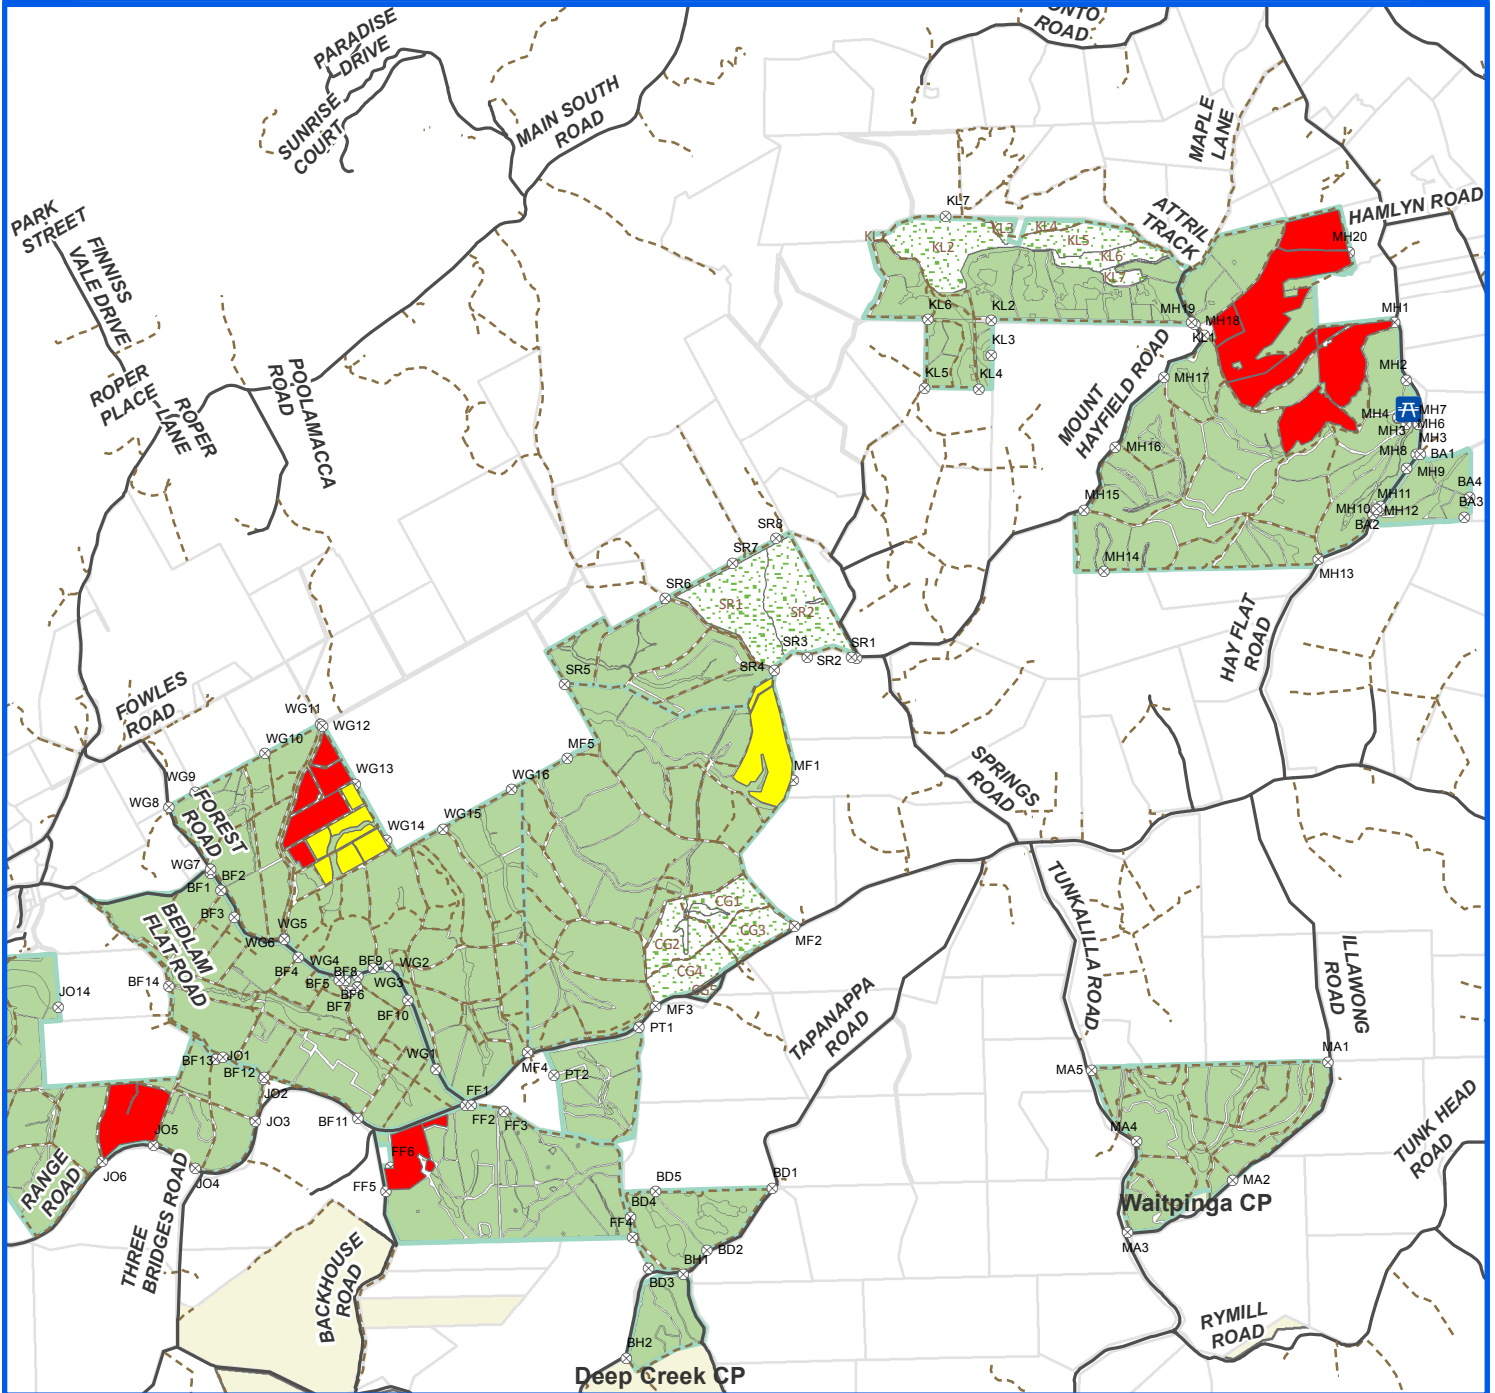 PARADISE
DRIVE
SUNRISE
COURT
MAIN SOUTH
ROAD
ROAD
MAPLE
LANE
ATTRIL
TRACK
HAMLYN ROAD
PARK
STREET
FINNISS
VALE DRIVE
ROPER
PLACE
ROPER
LANE
POOLAMACCA
ROAD
MOUNT
HAYFIELD ROAD
KL7
KL1
KL2
KL3
KL4
KL5
KL6
KL7
KL6
KL2
KL3
KL5
KL4
MH20
MH19
MH18
KL1
MH1
MH17
MH2
MH4
MH7
MH3
MH6
MH3
MH16
MH8
BA1
MH9
BA4
MH15
MH11
MH10
MH12
BA3
BA2
MH14
MH13
HAY FLAT
ROAD
SR8
SR7
SR6
SR1
SR2
SR3
SR1
SR2
SR4
SR5
FOWLES
ROAD
WG11
WG12
WG10
MF5
WG13
WG16
MF1
WG9
WG8
FOREST
ROAD
WG15
WG14
SPRINGS
ROAD
WG7
BF2
BF1
BF3
BEDLAM
FLAT ROAD
WG5
WG6
CG1
CG2
CG3
CG4
MF2
TUNKALILLA ROAD
ILLAWONG
ROAD
BF4
WG4
BF9
WG2
BF8
BF5
WG3
BF6
BF7
BF14
BF10
JO14
MF3
PT1
TAPANAPPA
ROAD
BF13
JO1
BF12
WG1
MF4
PT2
MA1
MA5
JO2
FF1
JO3
BF11
FF2
FF3
MA4
TUNK HEAD
ROAD
JO5
JO6
JO4
FF6
FF5
RANGE
ROAD
THREE
BRIDGES ROAD
BD5
BD1
BD4
FF4
MA2
Waitpinga CP
MA3
BACKHOUSE
ROAD
BD2
BH1
BD3
RYMILL
ROAD
BH2
Deep Creek CP